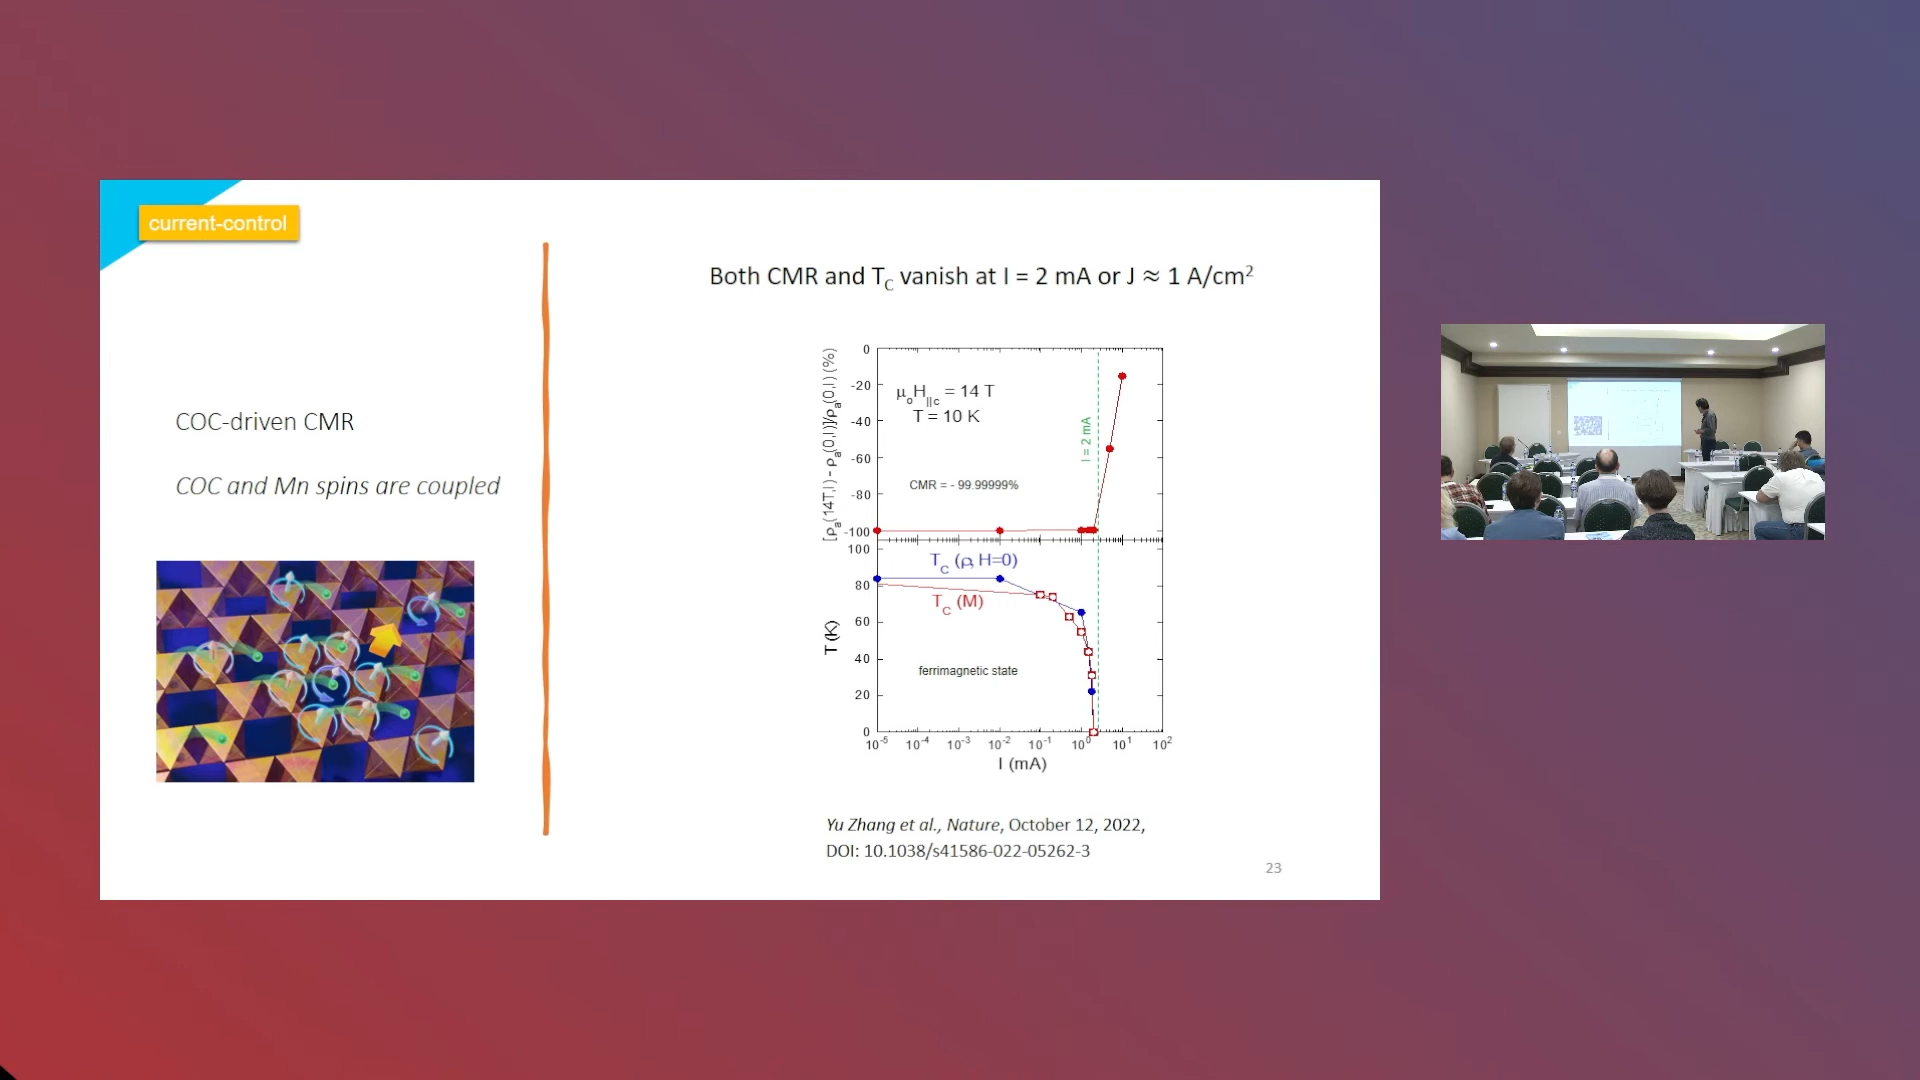 current-control
Both CMR and T_C vanish at I = 2 mA or J ≈ 1 A/cm²
COC-driven CMR
COC and Mn spins are coupled
[ρ_a(14T,I) - ρ_a(0,I)]/ρ_a(0,I) (%)
0
-20
-40
-60
-80
-100
μ_oH_||c = 14 T
T = 10 K
CMR = - 99.99999%
I = 2 mA
T (K)
100
80
60
40
20
0
T_C (ρ, H=0)
T_C (M)
ferrimagnetic state
10⁻⁵ 10⁻⁴ 10⁻³ 10⁻² 10⁻¹ 10⁰ 10¹ 10²
I (mA)
Yu Zhang et al., Nature, October 12, 2022,
DOI: 10.1038/s41586-022-05262-3
23